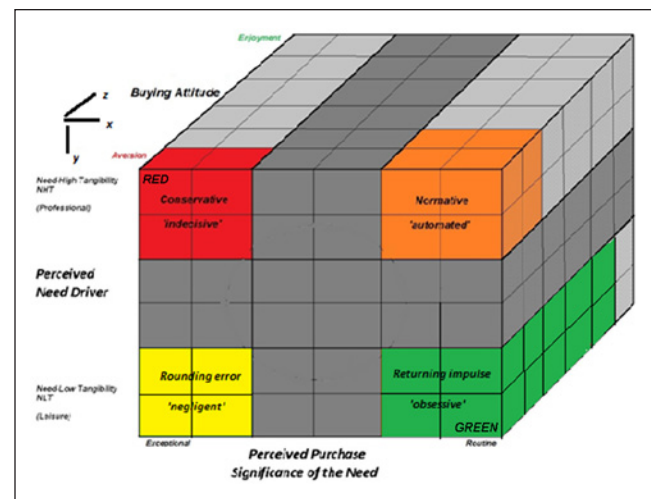 Enjoyment
z
x
y
Buying Attitude
Aversion
Need-High Tangibility
NHT
(Professional)
RED
Conservative
'indecisive'
Normative
'automated'
Perceived
Need Driver
Need-Low Tangibility
NLT
(Leisure)
Rounding error
'negligent'
Returning impulse
'obsessive'
GREEN
Exceptional
Routine
Perceived Purchase
Significance of the Need